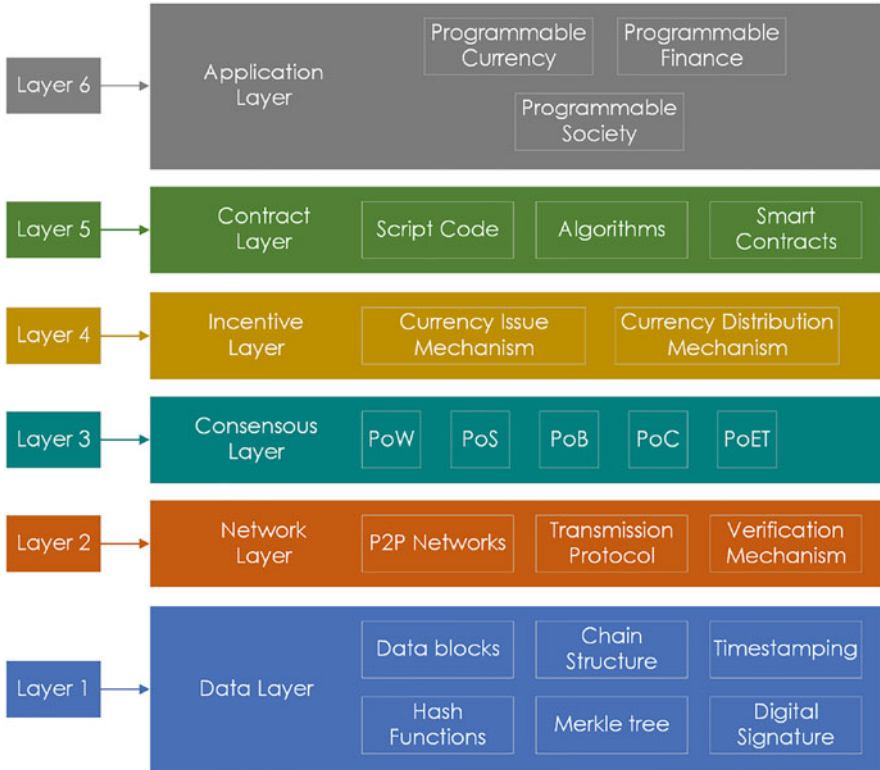 Layer 6
Application
Layer
Programmable
Currency
Programmable
Finance
Programmable
Society
Layer 5
Contract
Layer
Script Code
Algorithms
Smart
Contracts
Layer 4
Incentive
Layer
Currency Issue
Mechanism
Currency Distribution
Mechanism
Layer 3
Consensous
Layer
PoW
PoS
PoB
PoC
PoET
Layer 2
Network
Layer
P2P Networks
Transmission
Protocol
Verification
Mechanism
Layer 1
Data Layer
Data blocks
Chain
Structure
Timestamping
Hash
Functions
Merkle tree
Digital
Signature